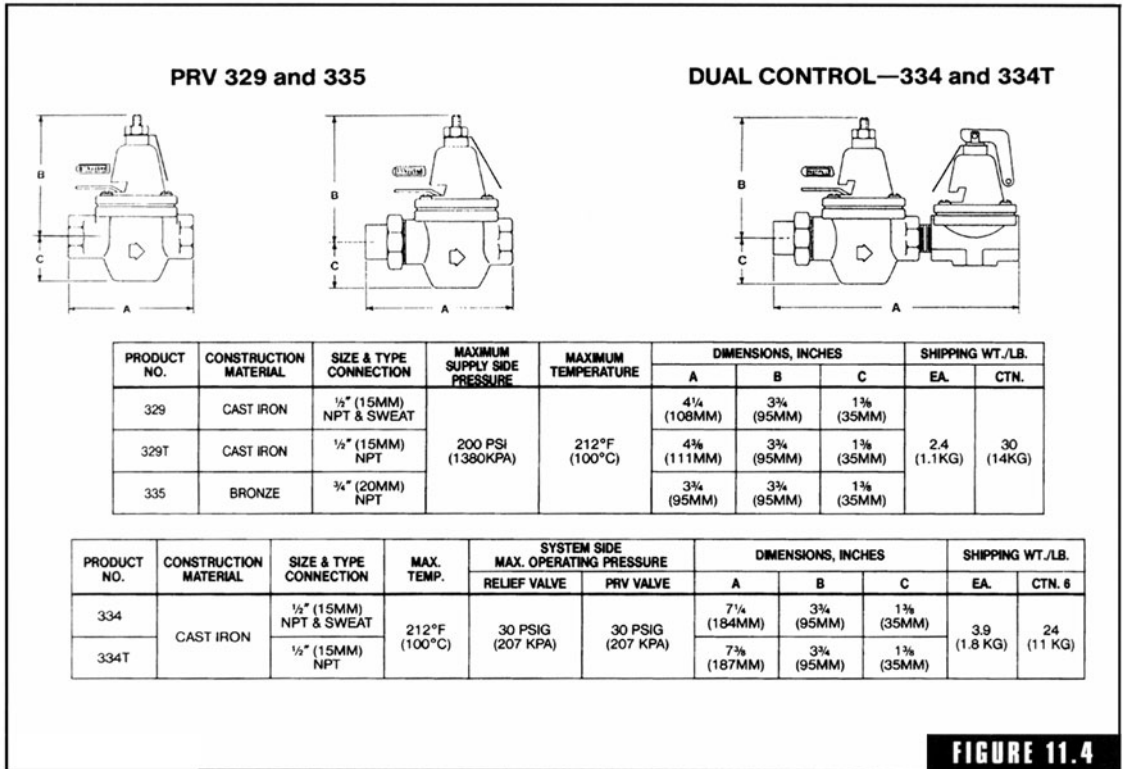 PRV 329 and 335
DUAL CONTROL—334 and 334T
B
C
A
B
C
A
B
C
A
PRODUCT NO. CONSTRUCTION MATERIAL SIZE & TYPE CONNECTION MAXIMUM SUPPLY SIDE PRESSURE MAXIMUM TEMPERATURE DIMENSIONS, INCHES SHIPPING WT./LB.
A B C EA. CTN.
329 CAST IRON ½" (15MM) NPT & SWEAT 200 PSI (1380KPA) 212°F (100°C) 4¼ (108MM) 3¾ (95MM) 1⅜ (35MM) 2.4 (1.1KG) 30 (14KG)
329T CAST IRON ½" (15MM) NPT 4⅜ (111MM) 3¾ (95MM) 1⅜ (35MM)
335 BRONZE ¾" (20MM) NPT 3¾ (95MM) 3¾ (95MM) 1⅜ (35MM)
PRODUCT NO. CONSTRUCTION MATERIAL SIZE & TYPE CONNECTION MAX. TEMP. SYSTEM SIDE MAX. OPERATING PRESSURE DIMENSIONS, INCHES SHIPPING WT./LB.
RELIEF VALVE PRV VALVE A B C EA. CTN. 6
334 CAST IRON ½" (15MM) NPT & SWEAT 212°F (100°C) 30 PSIG (207 KPA) 30 PSIG (207 KPA) 7¼ (184MM) 3¾ (95MM) 1⅜ (35MM) 3.9 (1.8 KG) 24 (11 KG)
334T ½" (15MM) NPT 7⅜ (187MM) 3¾ (95MM) 1⅜ (35MM)
FIGURE 11.4